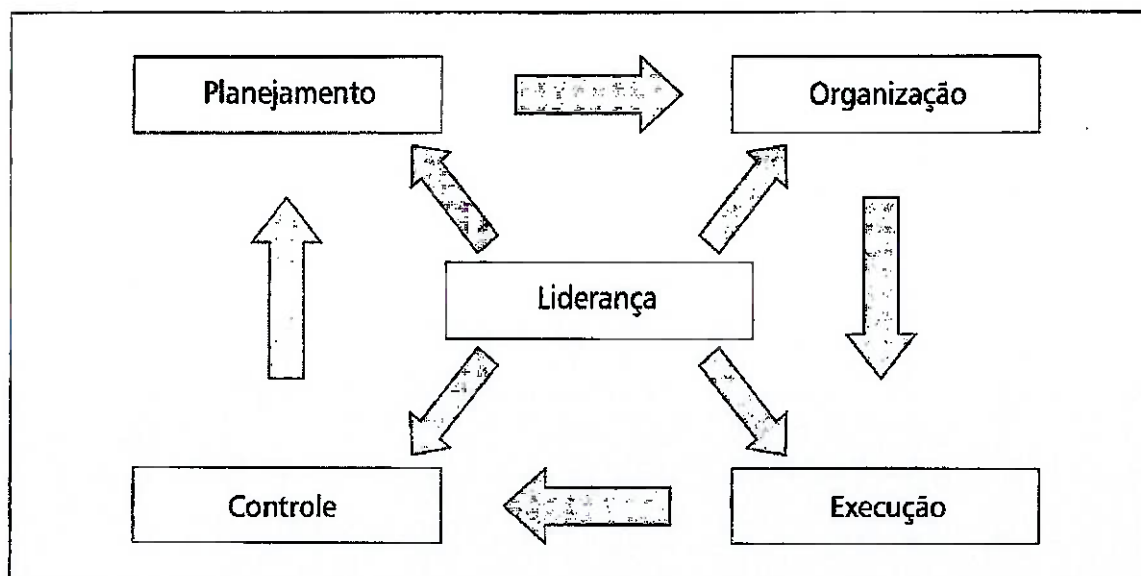 Planejamento
Organização
Liderança
Controle
Execução